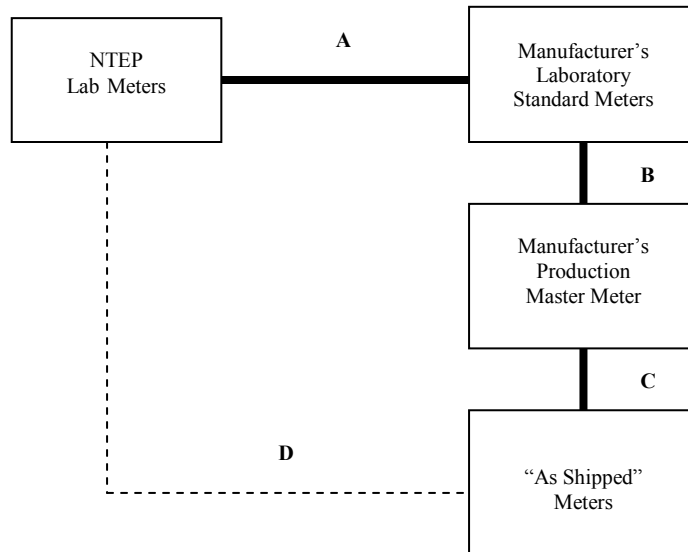 A
NTEP
Lab Meters
Manufacturer’s
Laboratory
Standard Meters
B
Manufacturer’s
Production
Master Meter
C
D
“As Shipped”
Meters